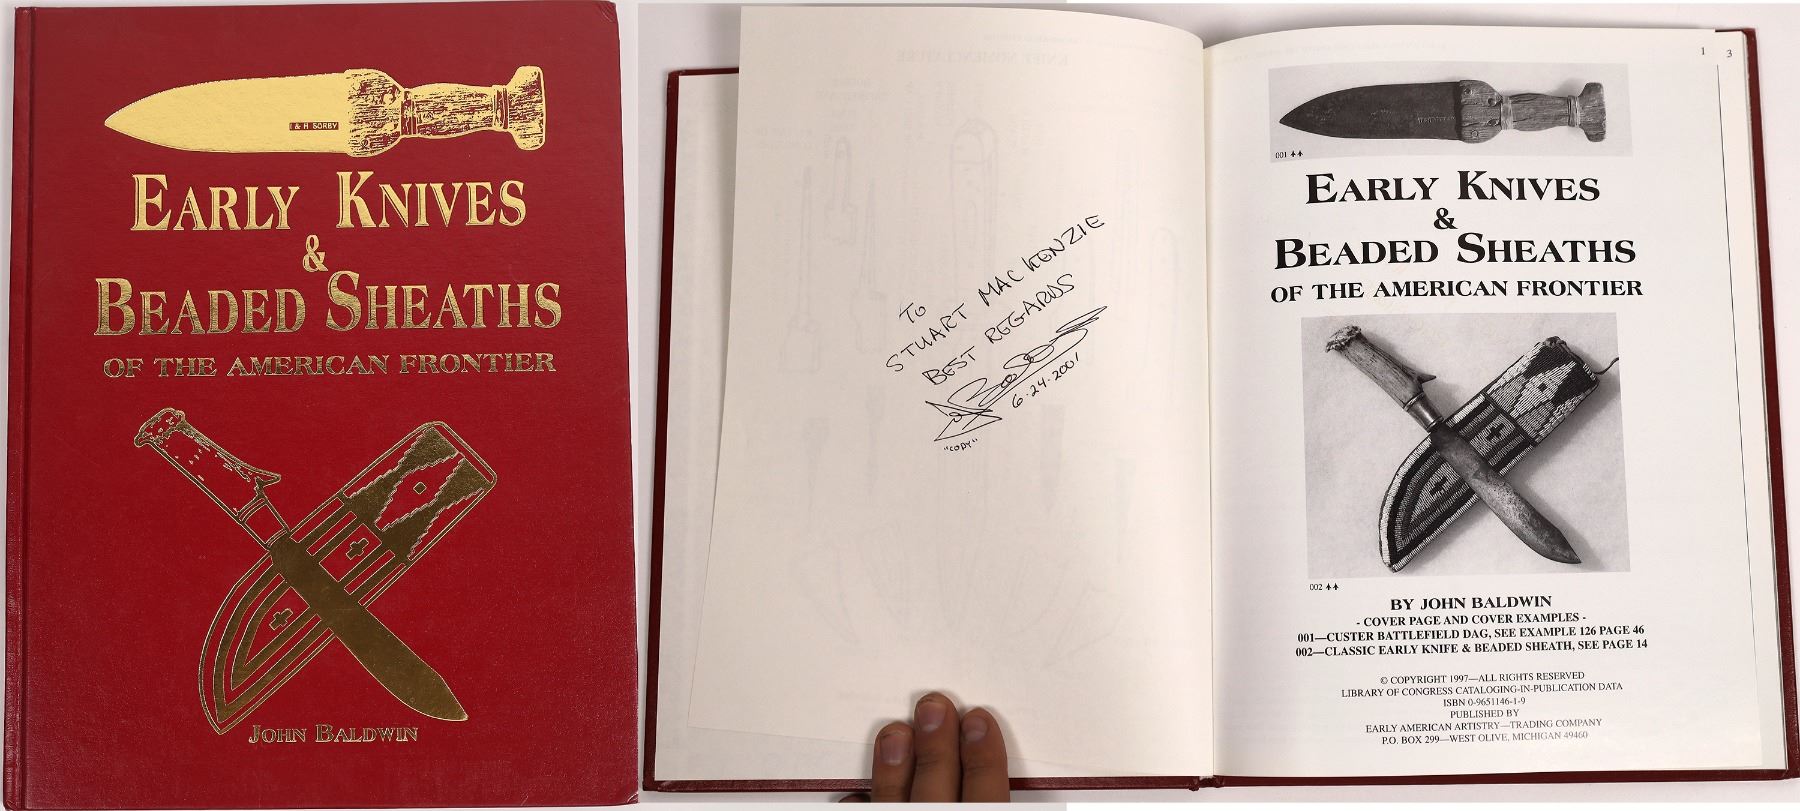 I & H SORBY
EARLY KNIVES
&
BEADED SHEATHS
OF THE AMERICAN FRONTIER
JOHN BALDWIN
KNIFE NOMENCLATURE
TO
STUART MACKENZIE
BEST REGARDS
6-24-2001
"CODY"
1 3
001
EARLY KNIVES
&
BEADED SHEATHS
OF THE AMERICAN FRONTIER
002
BY JOHN BALDWIN
- COVER PAGE AND COVER EXAMPLES -
001—CUSTER BATTLEFIELD DAG, SEE EXAMPLE 126 PAGE 46
002—CLASSIC EARLY KNIFE & BEADED SHEATH, SEE PAGE 14
© COPYRIGHT 1997—ALL RIGHTS RESERVED
LIBRARY OF CONGRESS CATALOGING-IN-PUBLICATION DATA
ISBN 0-9651146-1-9
PUBLISHED BY
EARLY AMERICAN ARTISTRY—TRADING COMPANY
P.O. BOX 299—WEST OLIVE, MICHIGAN 49460